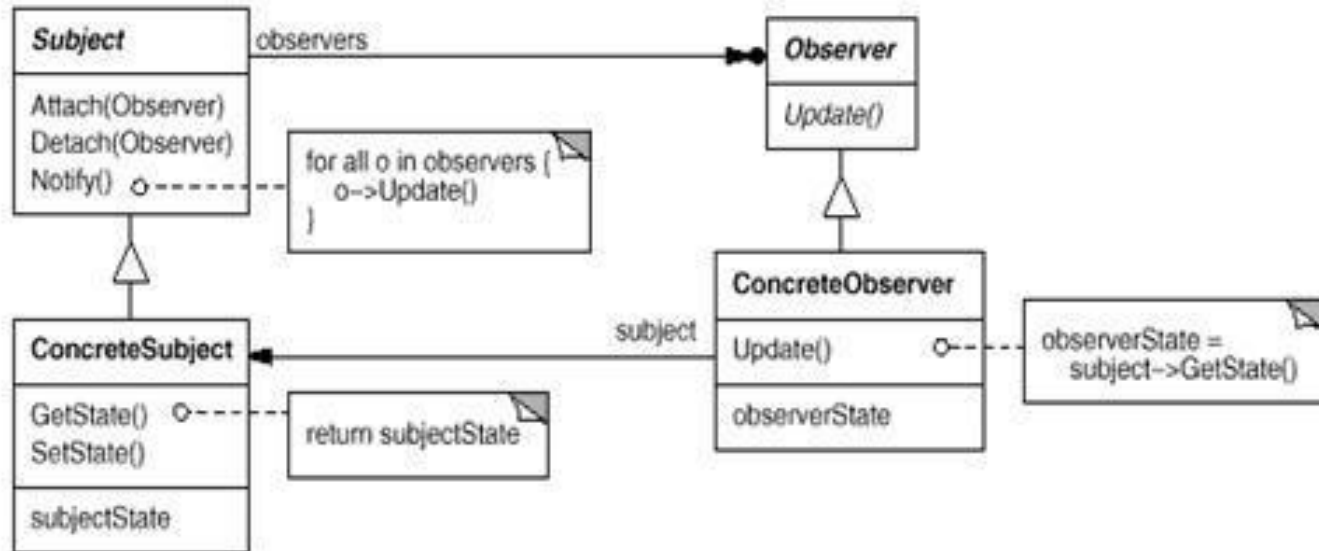 Subject
observers
Observer
Attach(Observer)
Detach(Observer)
Notify()
for all o in observers {
o->Update()
}
Update()
ConcreteSubject
GetState()
SetState()
subjectState
return subjectState
subject
ConcreteObserver
Update()
observerState
observerState =
subject->GetState()